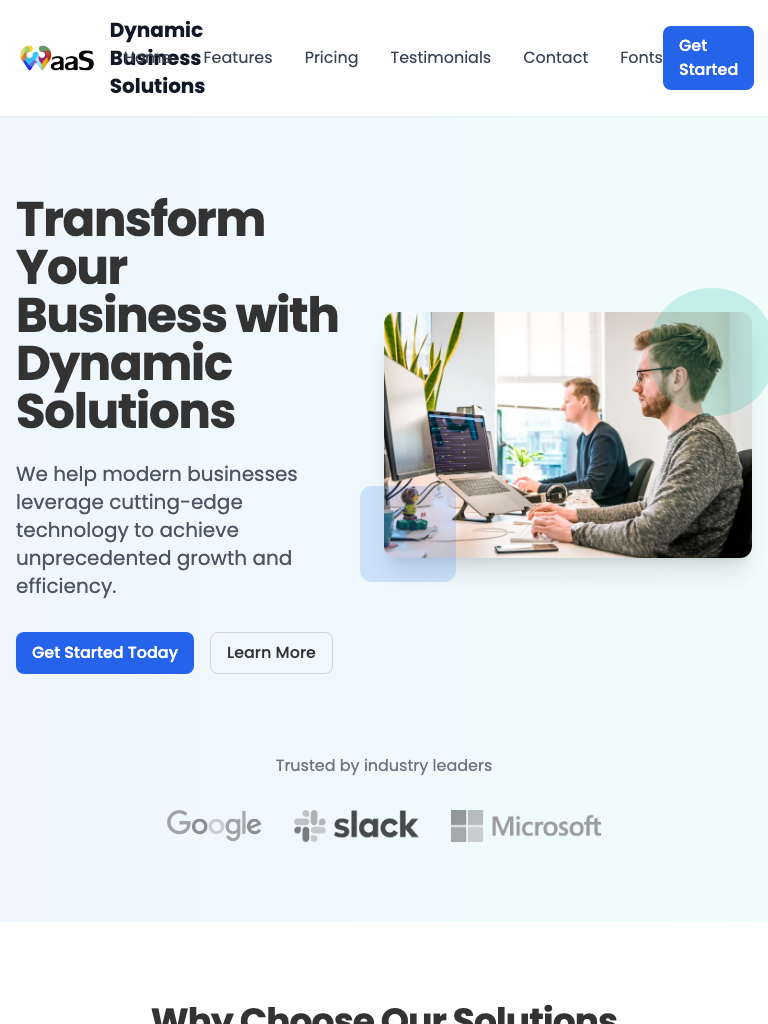 WaaS
Dynamic
Business
Solutions
Home
Features
Pricing
Testimonials
Contact
Fonts
Get
Started
Transform
Your
Business with
Dynamic
Solutions
We help modern businesses
leverage cutting-edge
technology to achieve
unprecedented growth and
efficiency.
Get Started Today
Learn More
Trusted by industry leaders
Google
slack
Microsoft
Why Choose Our Solutions